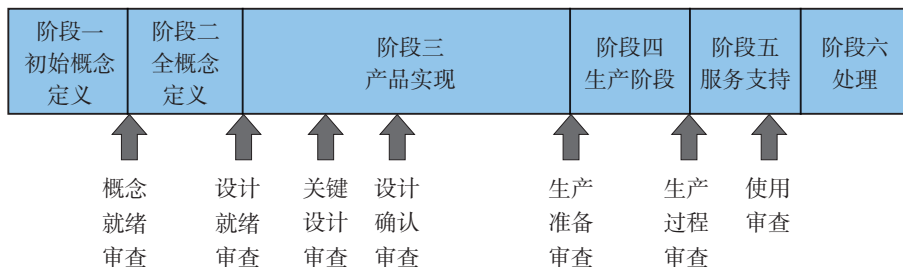 阶段一
初始概念
定义
阶段二
全概念
定义
阶段三
产品实现
阶段四
生产阶段
阶段五
服务支持
阶段六
处理
概念
就绪
审查
设计
就绪
审查
关键
设计
审查
设计
确认
审查
生产
准备
审查
生产
过程
审查
使用
审查